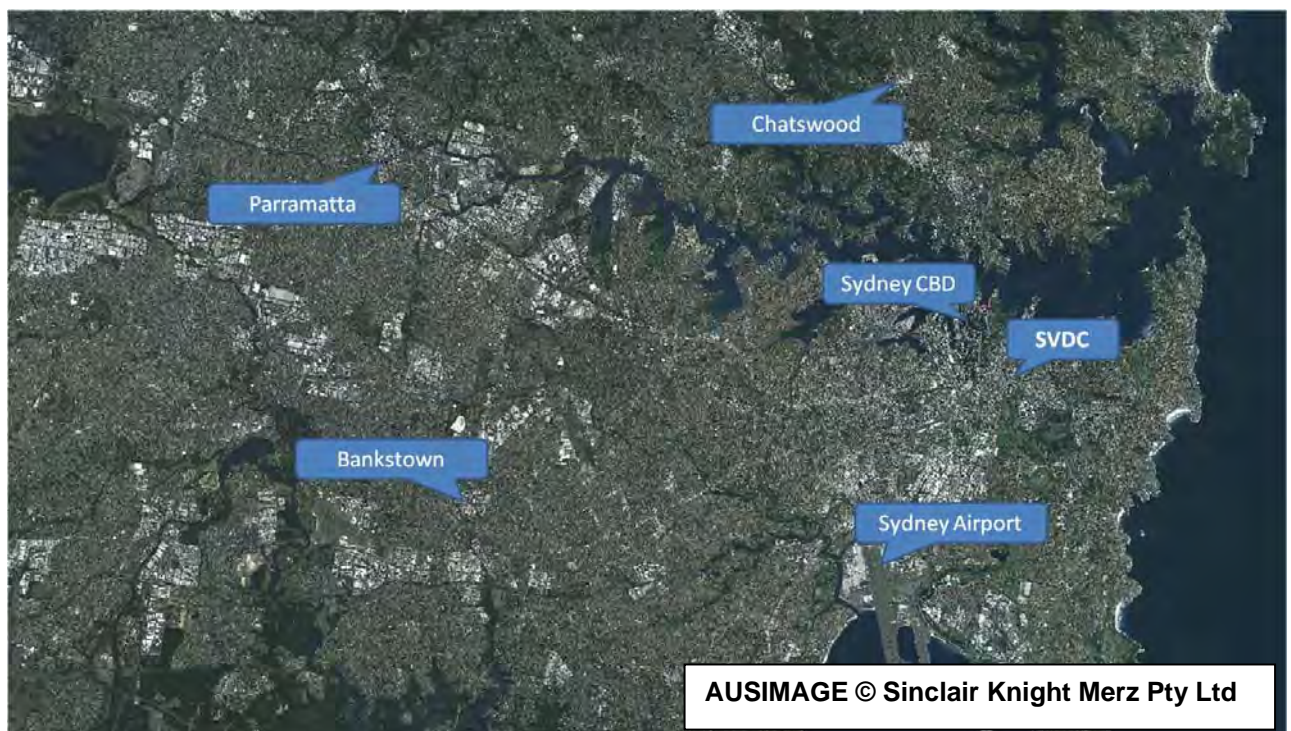 Chatswood
Parramatta
Sydney CBD
SVDC
Bankstown
Sydney Airport
AUSIMAGE © Sinclair Knight Merz Pty Ltd